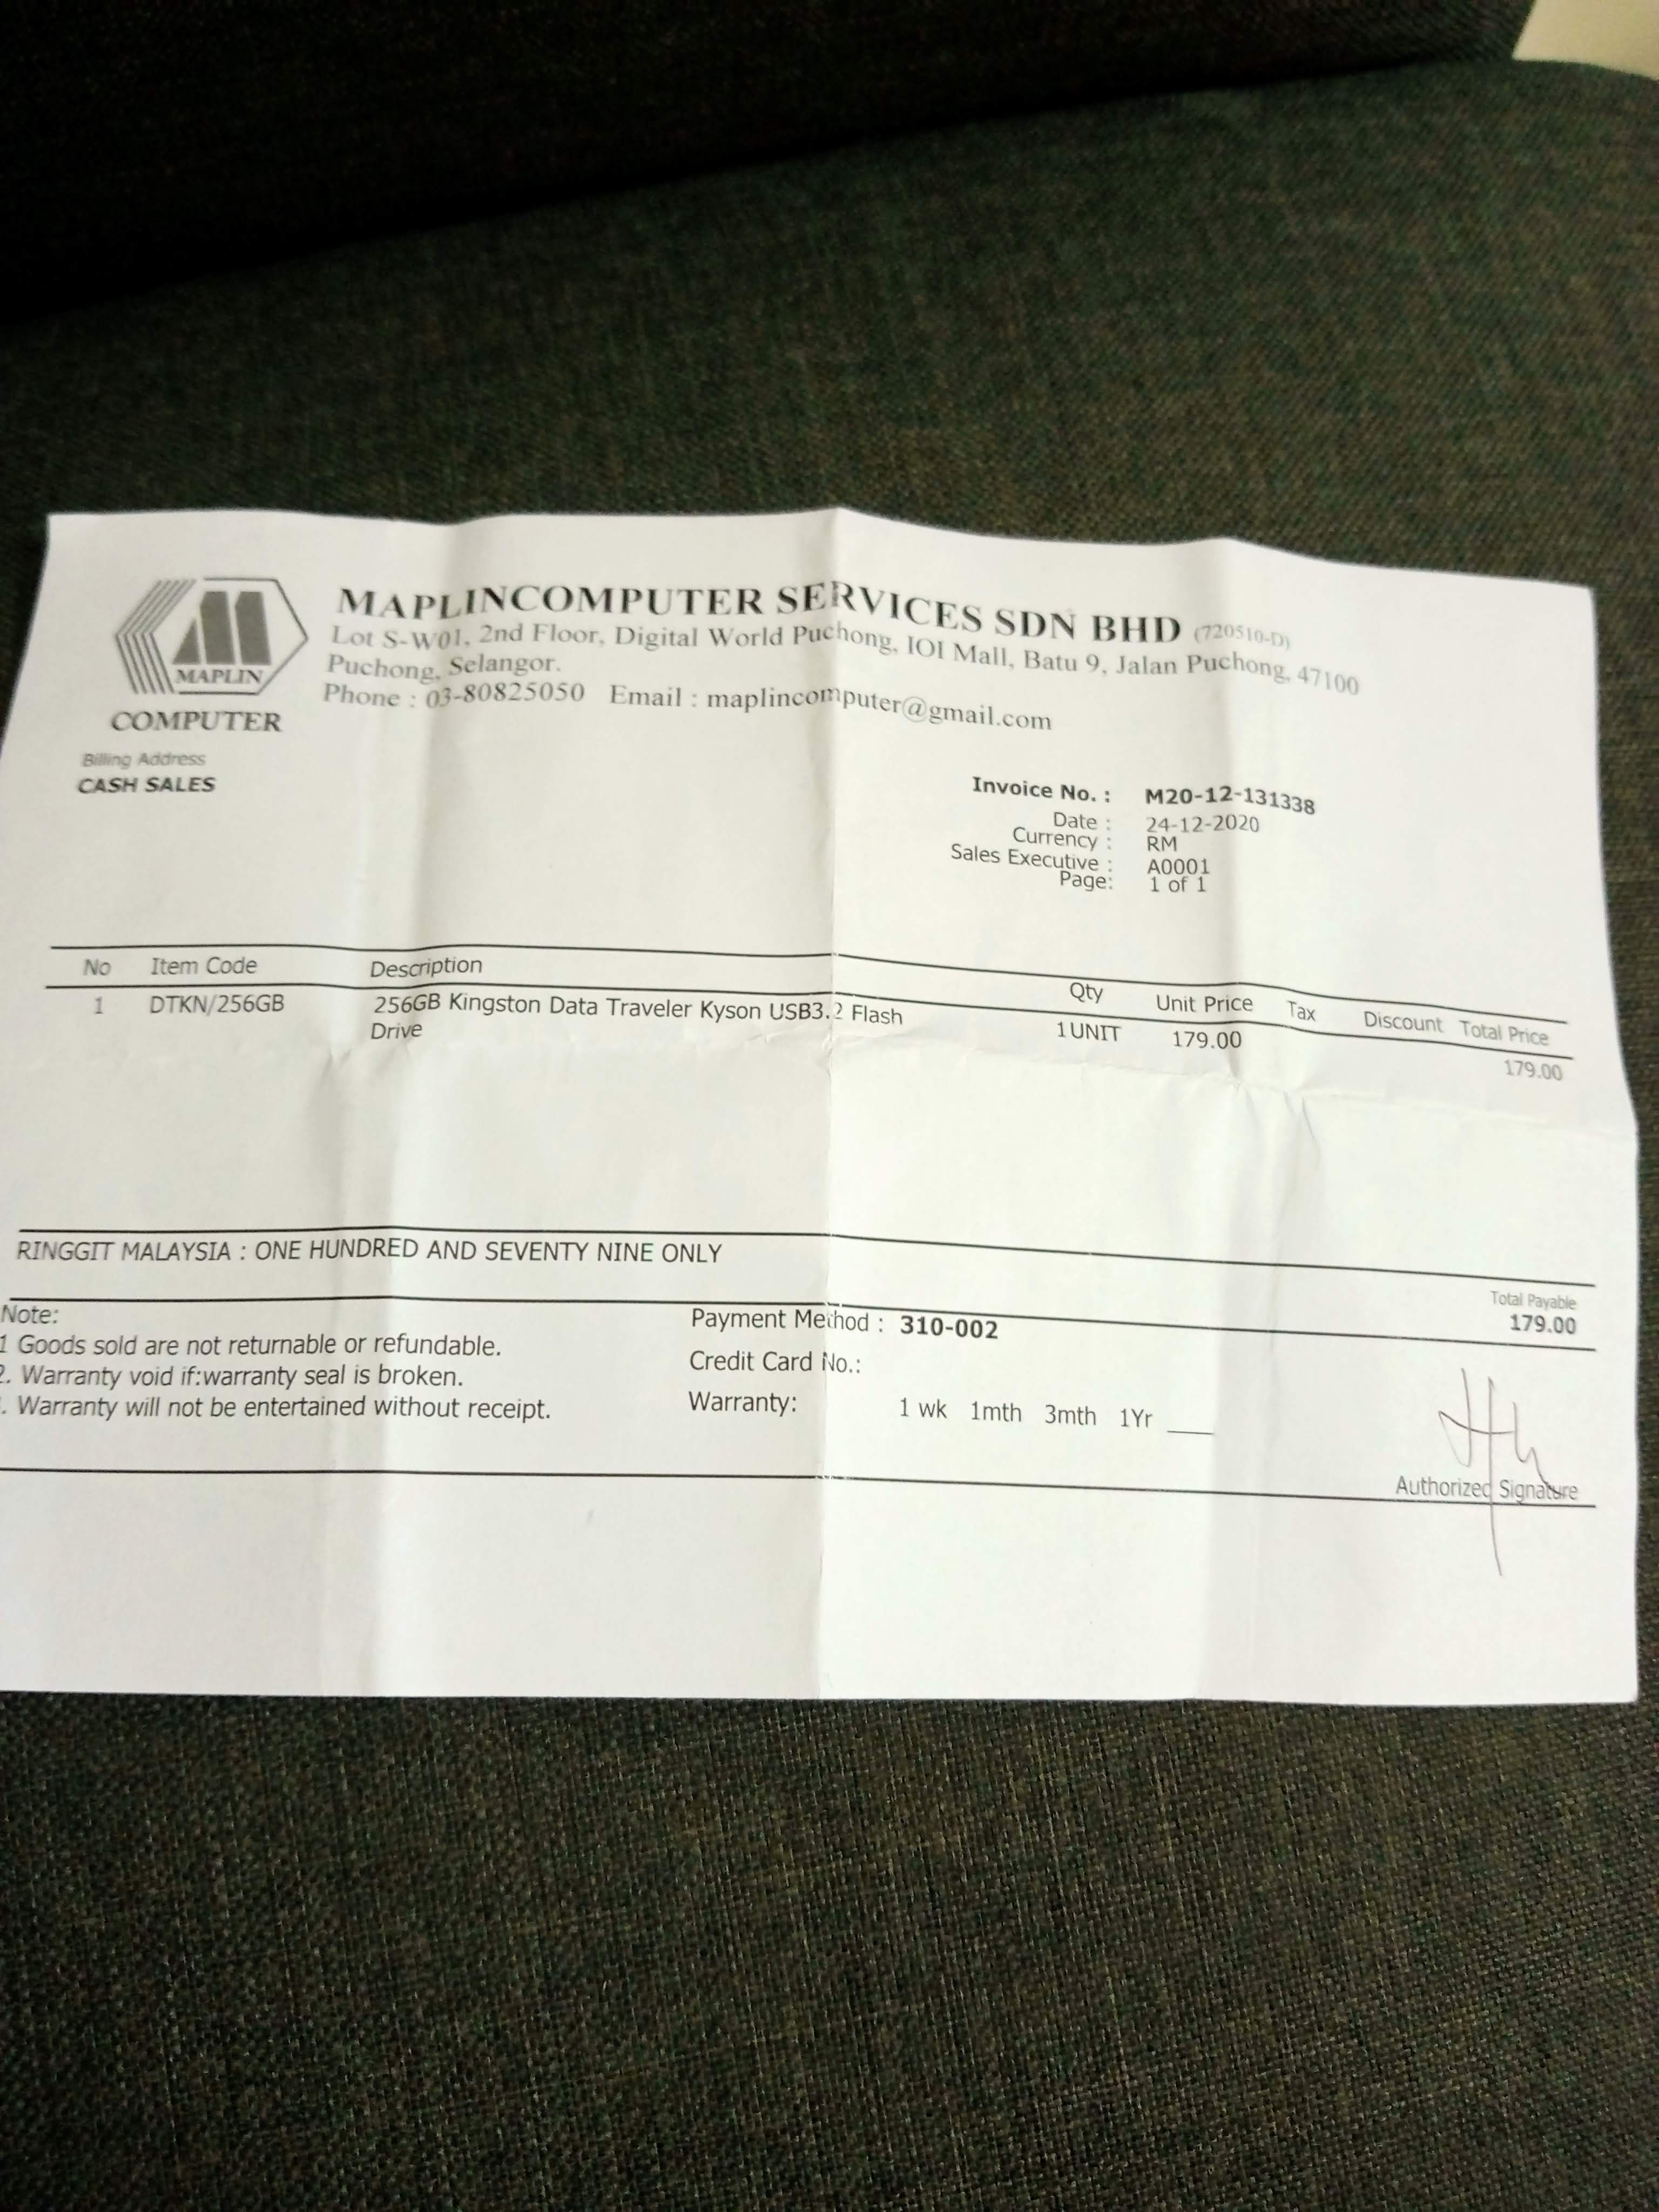 MAPLIN
COMPUTER
MAPLINCOMPUTER SERVICES SDN BHD (720510-D)
Lot S-W01, 2nd Floor, Digital World Puchong, IOI Mall, Batu 9, Jalan Puchong, 47100
Puchong, Selangor.
Phone : 03-80825050 Email : maplincomputer@gmail.com
Billing Address
CASH SALES
Invoice No. : M20-12-131338
Date : 24-12-2020
Currency : RM
Sales Executive : A0001
Page: 1 of 1
No Item Code Description Qty Unit Price Tax Discount Total Price
1 DTKN/256GB 256GB Kingston Data Traveler Kyson USB3.2 Flash 1 UNIT 179.00 179.00
Drive
RINGGIT MALAYSIA : ONE HUNDRED AND SEVENTY NINE ONLY
Total Payable
179.00
Note:
1 Goods sold are not returnable or refundable.
2. Warranty void if:warranty seal is broken.
. Warranty will not be entertained without receipt.
Payment Method : 310-002
Credit Card No.:
Warranty: 1 wk 1mth 3mth 1Yr ___
Authorized Signature